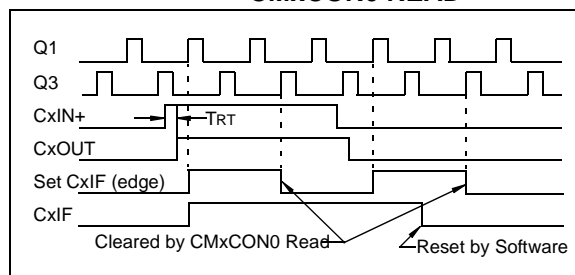 CMxCON0 READ
Q1
Q3
CxIN+
TRT
CxOUT
Set CxIF (edge)
CxIF
Cleared by CMxCON0 Read
Reset by Software